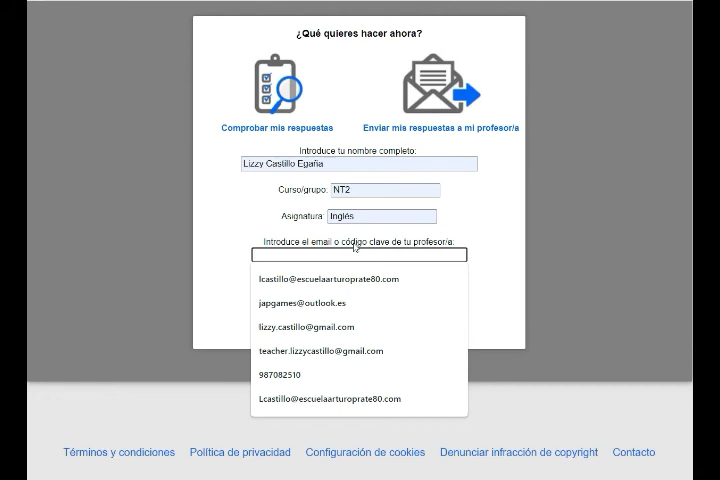 ¿Qué quieres hacer ahora?
Comprobar mis respuestas
Enviar mis respuestas a mi profesor/a
Introduce tu nombre completo:
Lizzy Castillo Egaña
Curso/grupo: NT2
Asignatura: Inglés
Introduce el email o código clave de tu profesor/a:
lcastillo@escuelaarturoprate80.com
japgames@outlook.es
lizzy.castillo@gmail.com
teacher.lizzycastillo@gmail.com
987082510
Lcastillo@escuelaarturoprate80.com
Términos y condiciones Política de privacidad Configuración de cookies Denunciar infracción de copyright Contacto